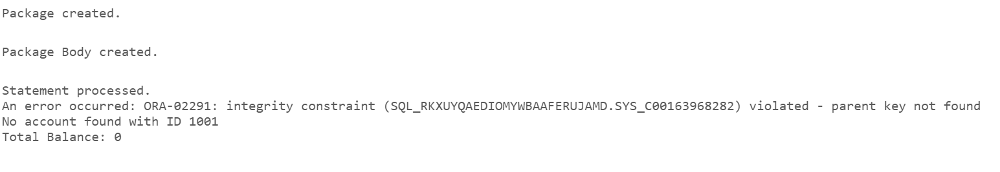 Package created.
Package Body created.
Statement processed.
An error occurred: ORA-02291: integrity constraint (SQL_RKXUYQAEDIOMYWBAAFERUJAMD.SYS_C00163968282) violated - parent key not found
No account found with ID 1001
Total Balance: 0